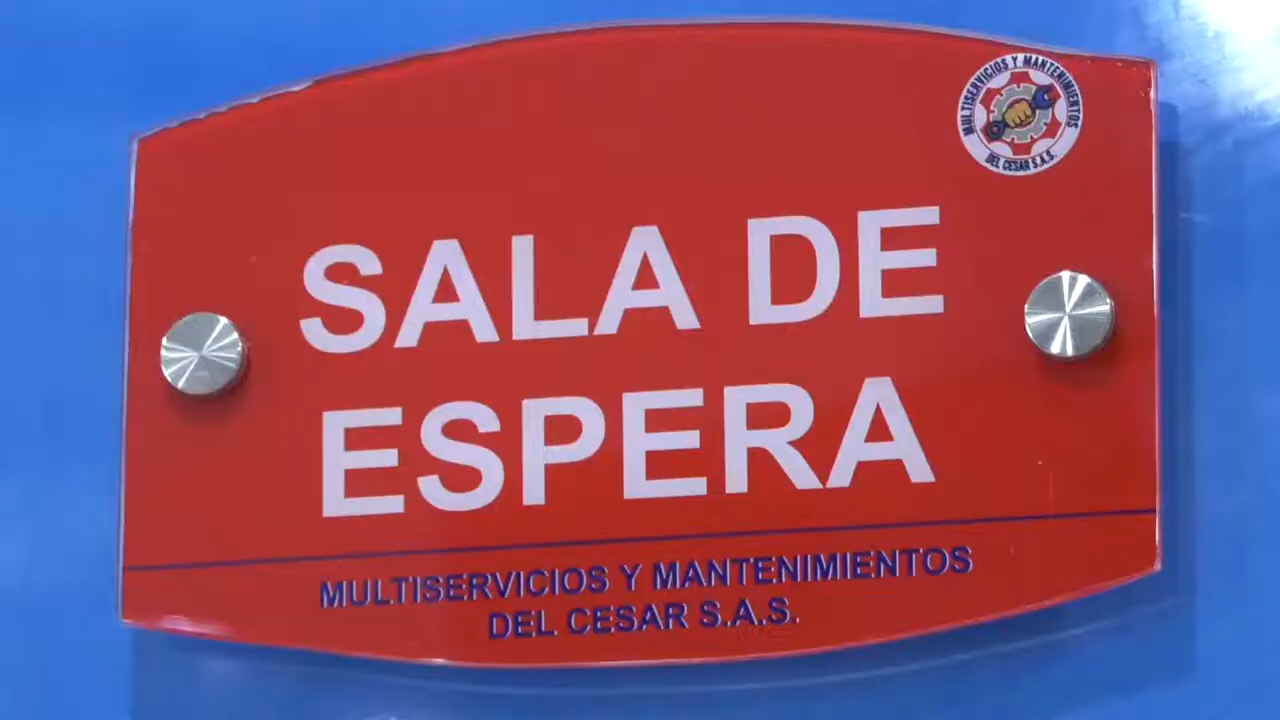 MULTISERVICIOS Y MANTENIMIENTOS
DEL CESAR S.A.S.
SALA DE
ESPERA
MULTISERVICIOS Y MANTENIMIENTOS
DEL CESAR S.A.S.